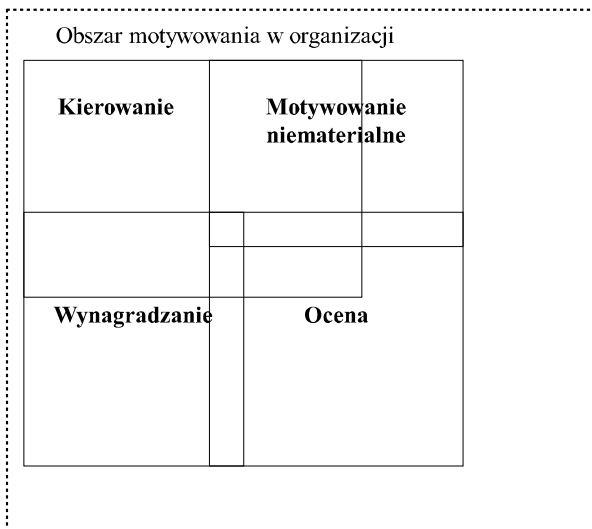 Obszar motywowania w organizacji
Kierowanie
Motywowanie
niematerialne
Wynagradzanie
Ocena